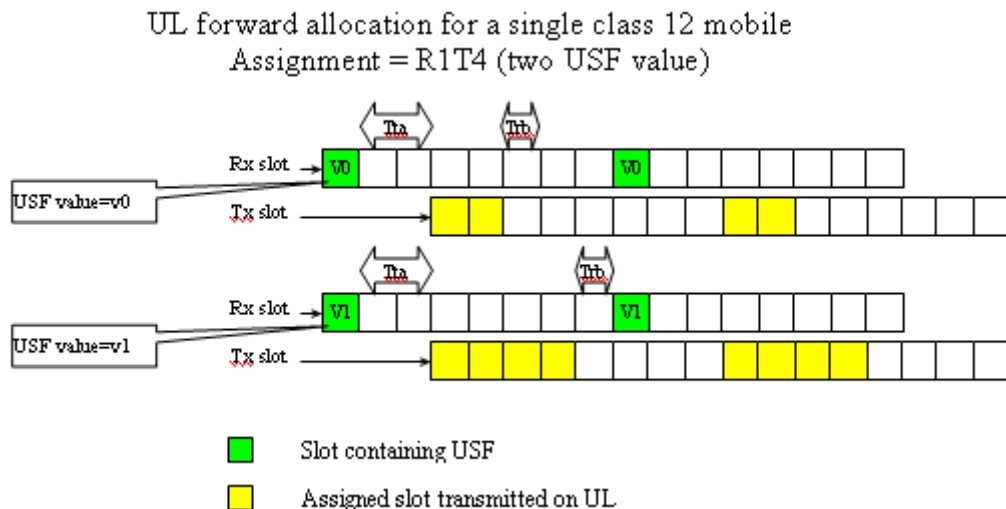 UL forward allocation for a single class 12 mobile
Assignment = R1T4 (two USF value)
Tta
Trb
Rx slot
V0
V0
USF value=v0
Tx slot
Tta
Trb
Rx slot
V1
V1
USF value=v1
Tx slot
Slot containing USF
Assigned slot transmitted on UL